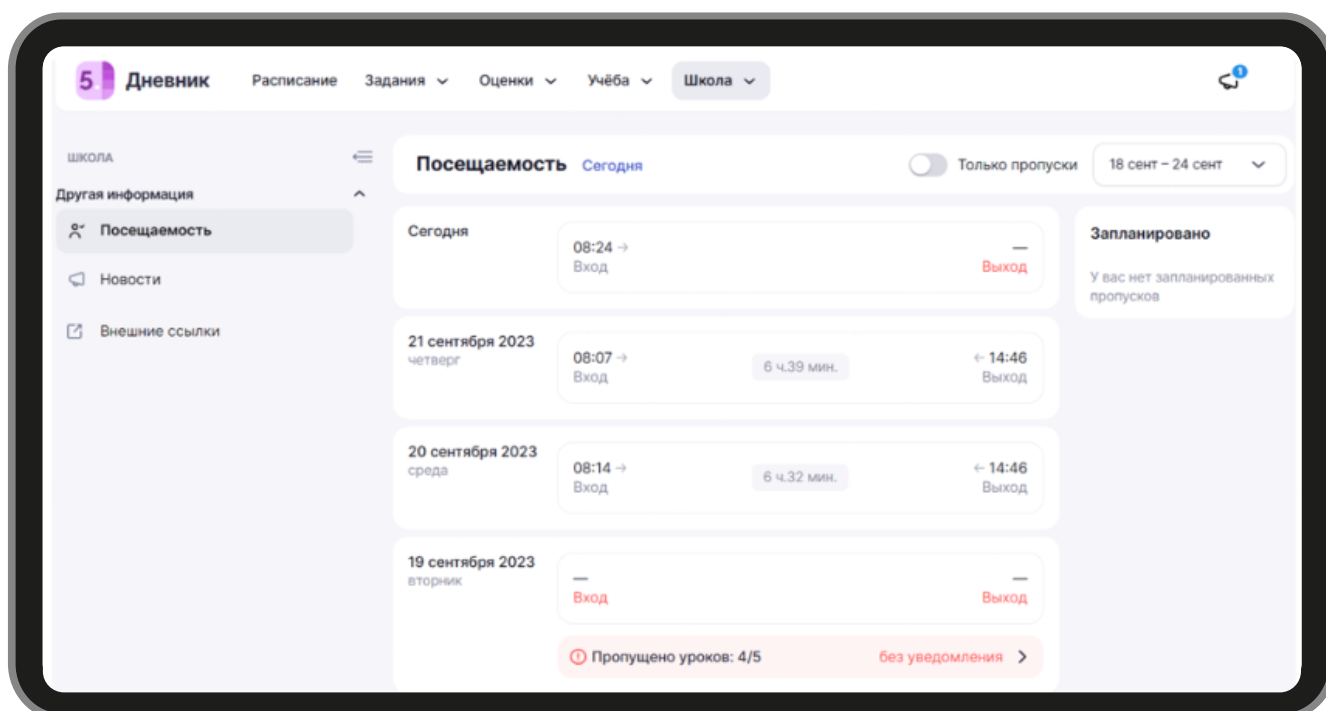 5 Дневник Расписание Задания Оценки Учёба Школа 1
ШКОЛА
Другая информация
Посещаемость
Новости
Внешние ссылки
Посещаемость Сегодня Только пропуски 18 сент – 24 сент
Сегодня
08:24 → —
Вход Выход
21 сентября 2023
четверг
08:07 → 6 ч.39 мин. ← 14:46
Вход Выход
20 сентября 2023
среда
08:14 → 6 ч.32 мин. ← 14:46
Вход Выход
19 сентября 2023
вторник
— —
Вход Выход
Пропущено уроков: 4/5 без уведомления
Запланировано
У вас нет запланированных
пропусков